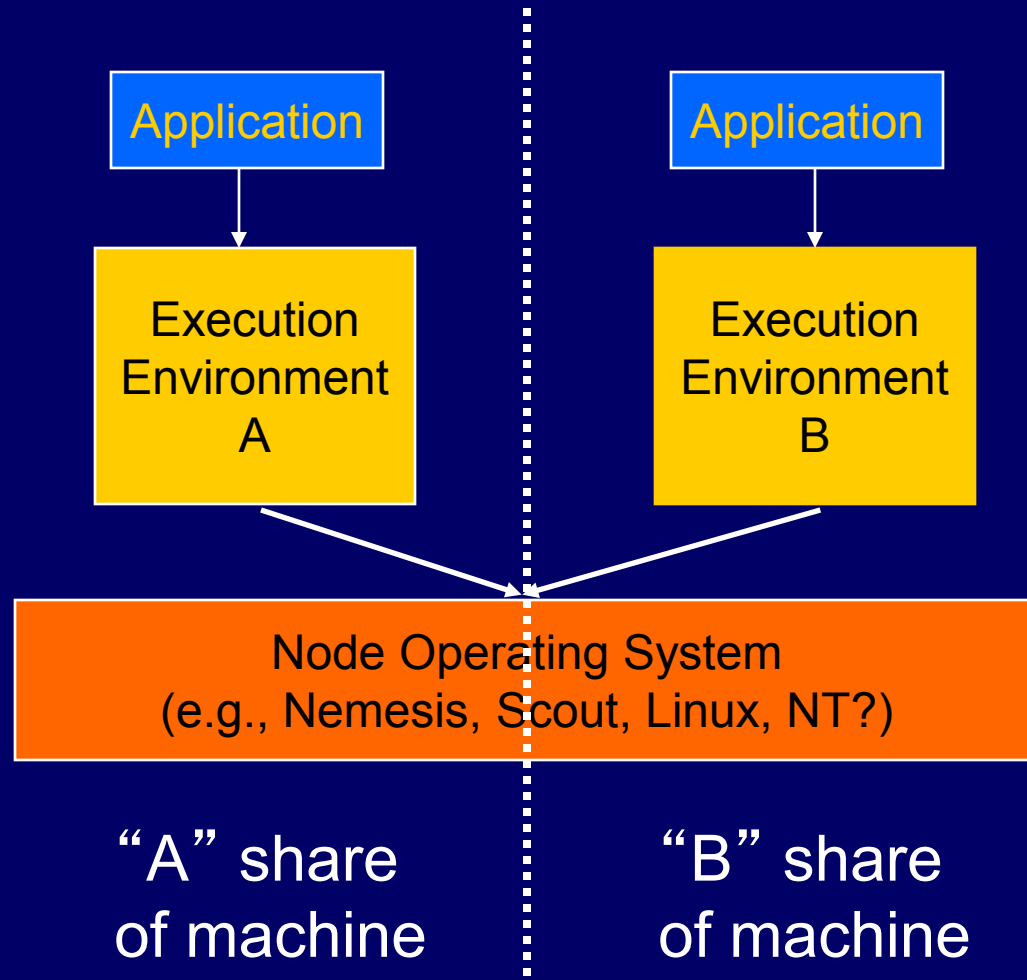 Application
Application
Execution
Environment
A
Execution
Environment
B
Node Operating System
(e.g., Nemesis, Scout, Linux, NT?)
“A” share
of machine
“B” share
of machine